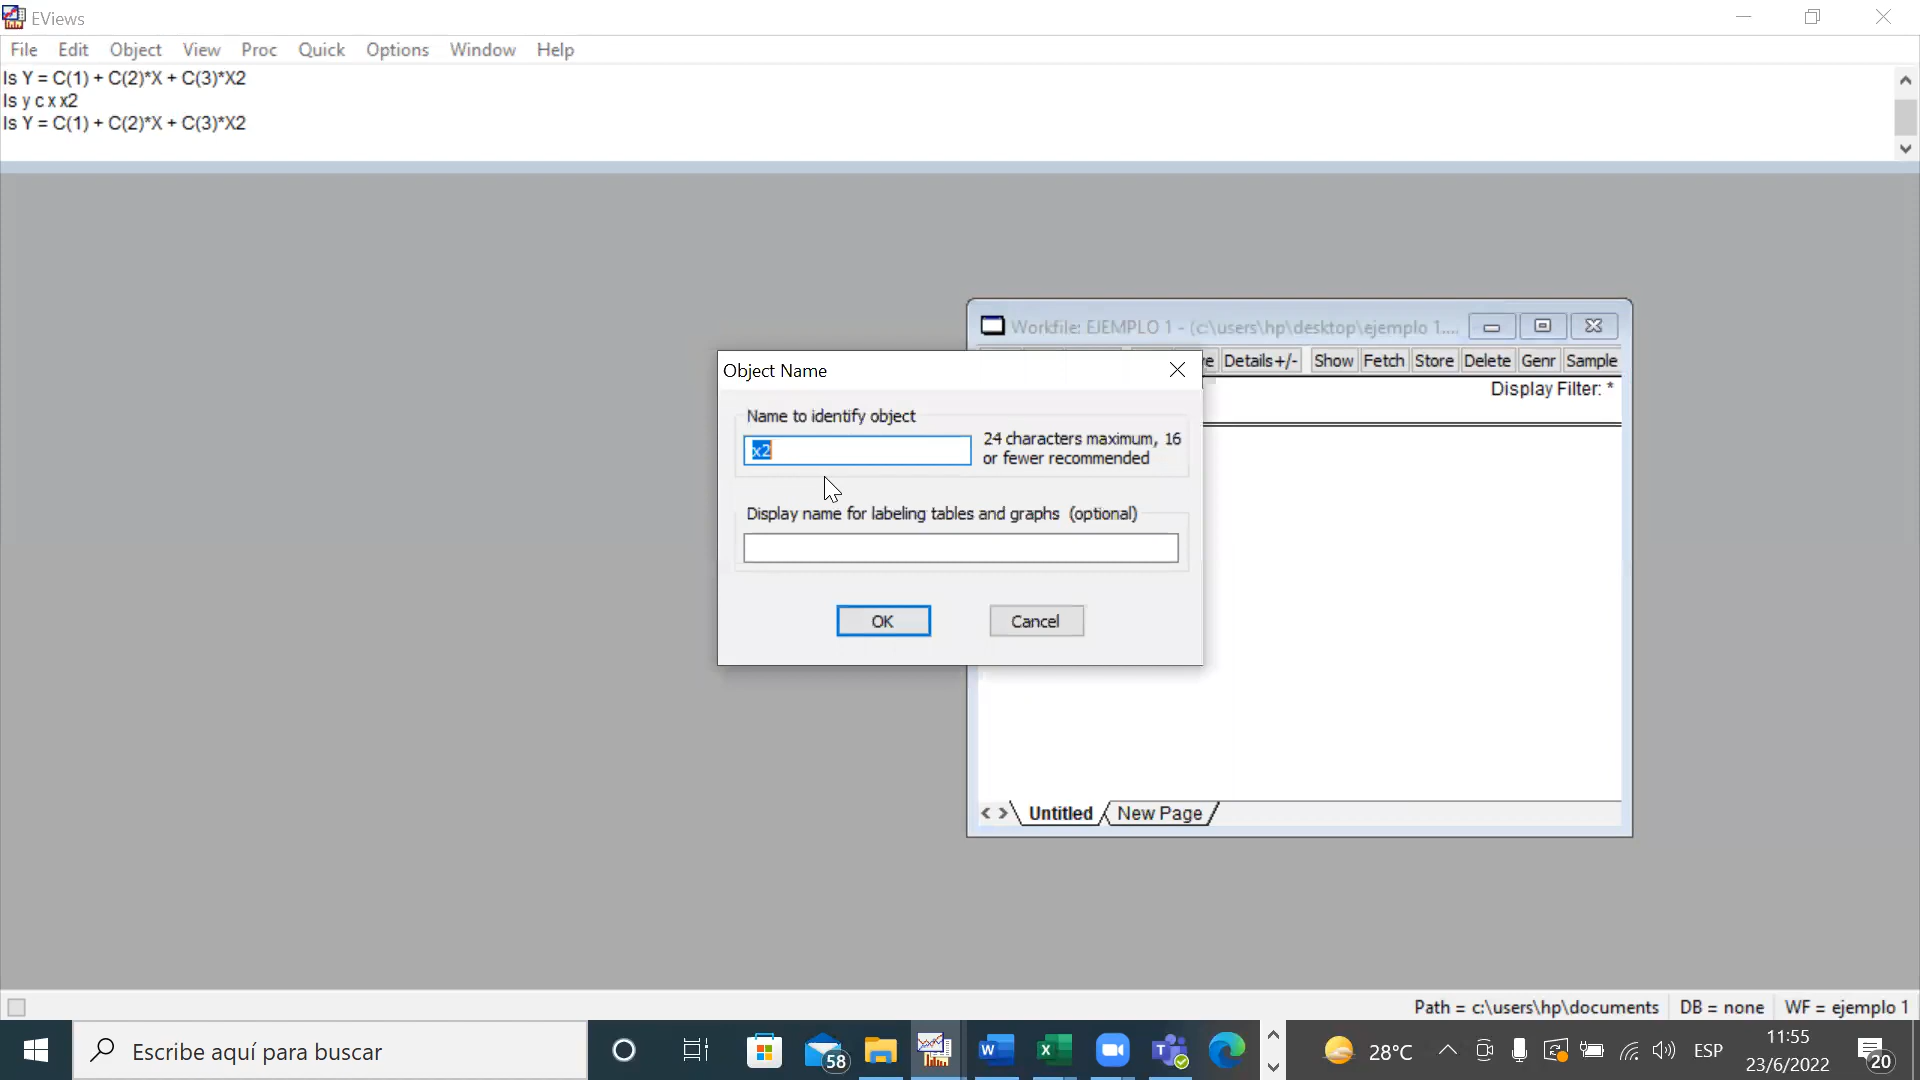 EViews
File Edit Object View Proc Quick Options Window Help
ls Y = C(1) + C(2)*X + C(3)*X2
ls y c x x2
ls Y = C(1) + C(2)*X + C(3)*X2
Workfile: EJEMPLO 1 - (c:\users\hp\desktop\ejemplo 1....
Details+/- Show Fetch Store Delete Genr Sample
Display Filter: *
Object Name
Name to identify object
x2
24 characters maximum, 16
or fewer recommended
Display name for labeling tables and graphs (optional)
OK Cancel
Untitled New Page
Path = c:\users\hp\documents DB = none WF = ejemplo 1
Escribe aquí para buscar
58
28°C
ESP
11:55
23/6/2022
20